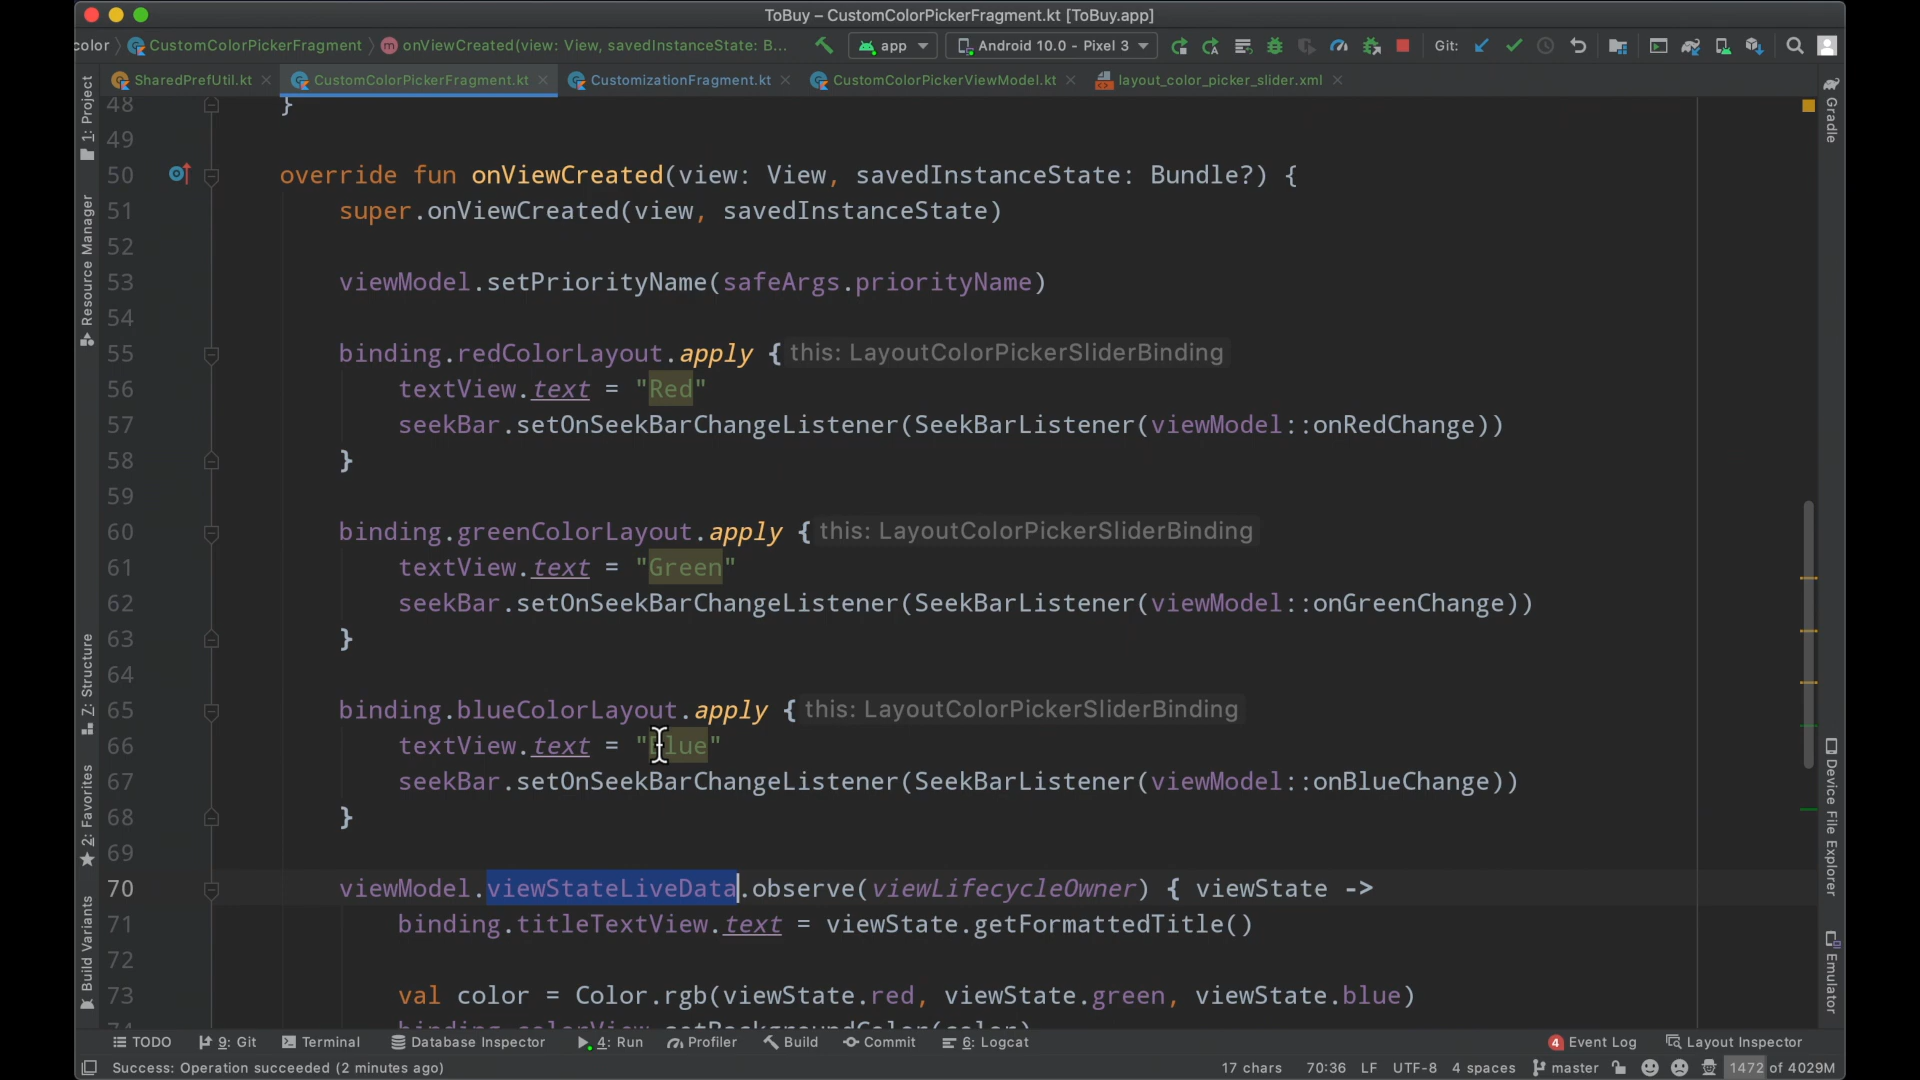 ToBuy – CustomColorPickerFragment.kt [ToBuy.app]
color CustomColorPickerFragment onViewCreated(view: View, savedInstanceState: B... app Android 10.0 - Pixel 3 Git:
SharedPrefUtil.kt CustomColorPickerFragment.kt CustomizationFragment.kt CustomColorPickerViewModel.kt layout_color_picker_slider.xml
1: Project
Resource Manager
Z: Structure
2: Favorites
Build Variants
48 }
49
50 override fun onViewCreated(view: View, savedInstanceState: Bundle?) {
51 super.onViewCreated(view, savedInstanceState)
52
53 viewModel.setPriorityName(safeArgs.priorityName)
54
55 binding.redColorLayout.apply { this: LayoutColorPickerSliderBinding
56 textView.text = "Red"
57 seekBar.setOnSeekBarChangeListener(SeekBarListener(viewModel::onRedChange))
58 }
59
60 binding.greenColorLayout.apply { this: LayoutColorPickerSliderBinding
61 textView.text = "Green"
62 seekBar.setOnSeekBarChangeListener(SeekBarListener(viewModel::onGreenChange))
63 }
64
65 binding.blueColorLayout.apply { this: LayoutColorPickerSliderBinding
66 textView.text = "Blue"
67 seekBar.setOnSeekBarChangeListener(SeekBarListener(viewModel::onBlueChange))
68 }
69
70 viewModel.viewStateLiveData.observe(viewLifecycleOwner) { viewState ->
71 binding.titleTextView.text = viewState.getFormattedTitle()
72
73 val color = Color.rgb(viewState.red, viewState.green, viewState.blue)
74 binding.colorView.setBackgroundColor(color)
Gradle
Device File Explorer
Emulator
TODO 9: Git Terminal Database Inspector 4: Run Profiler Build Commit 6: Logcat 4 Event Log Layout Inspector
Success: Operation succeeded (2 minutes ago) 17 chars 70:36 LF UTF-8 4 spaces master 1472 of 4029M